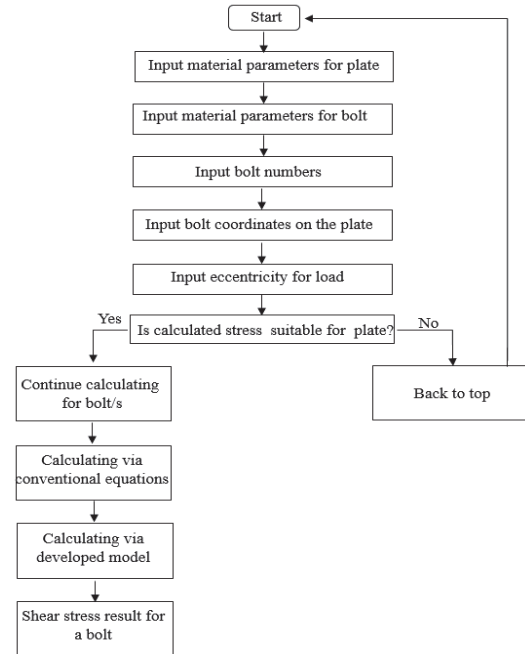 Start
Input material parameters for plate
Input material parameters for bolt
Input bolt numbers
Input bolt coordinates on the plate
Input eccentricity for load
Is calculated stress suitable for plate?
Yes
No
Continue calculating
for bolt/s
Back to top
Calculating via
conventional equations
Calculating via
developed model
Shear stress result for
a bolt